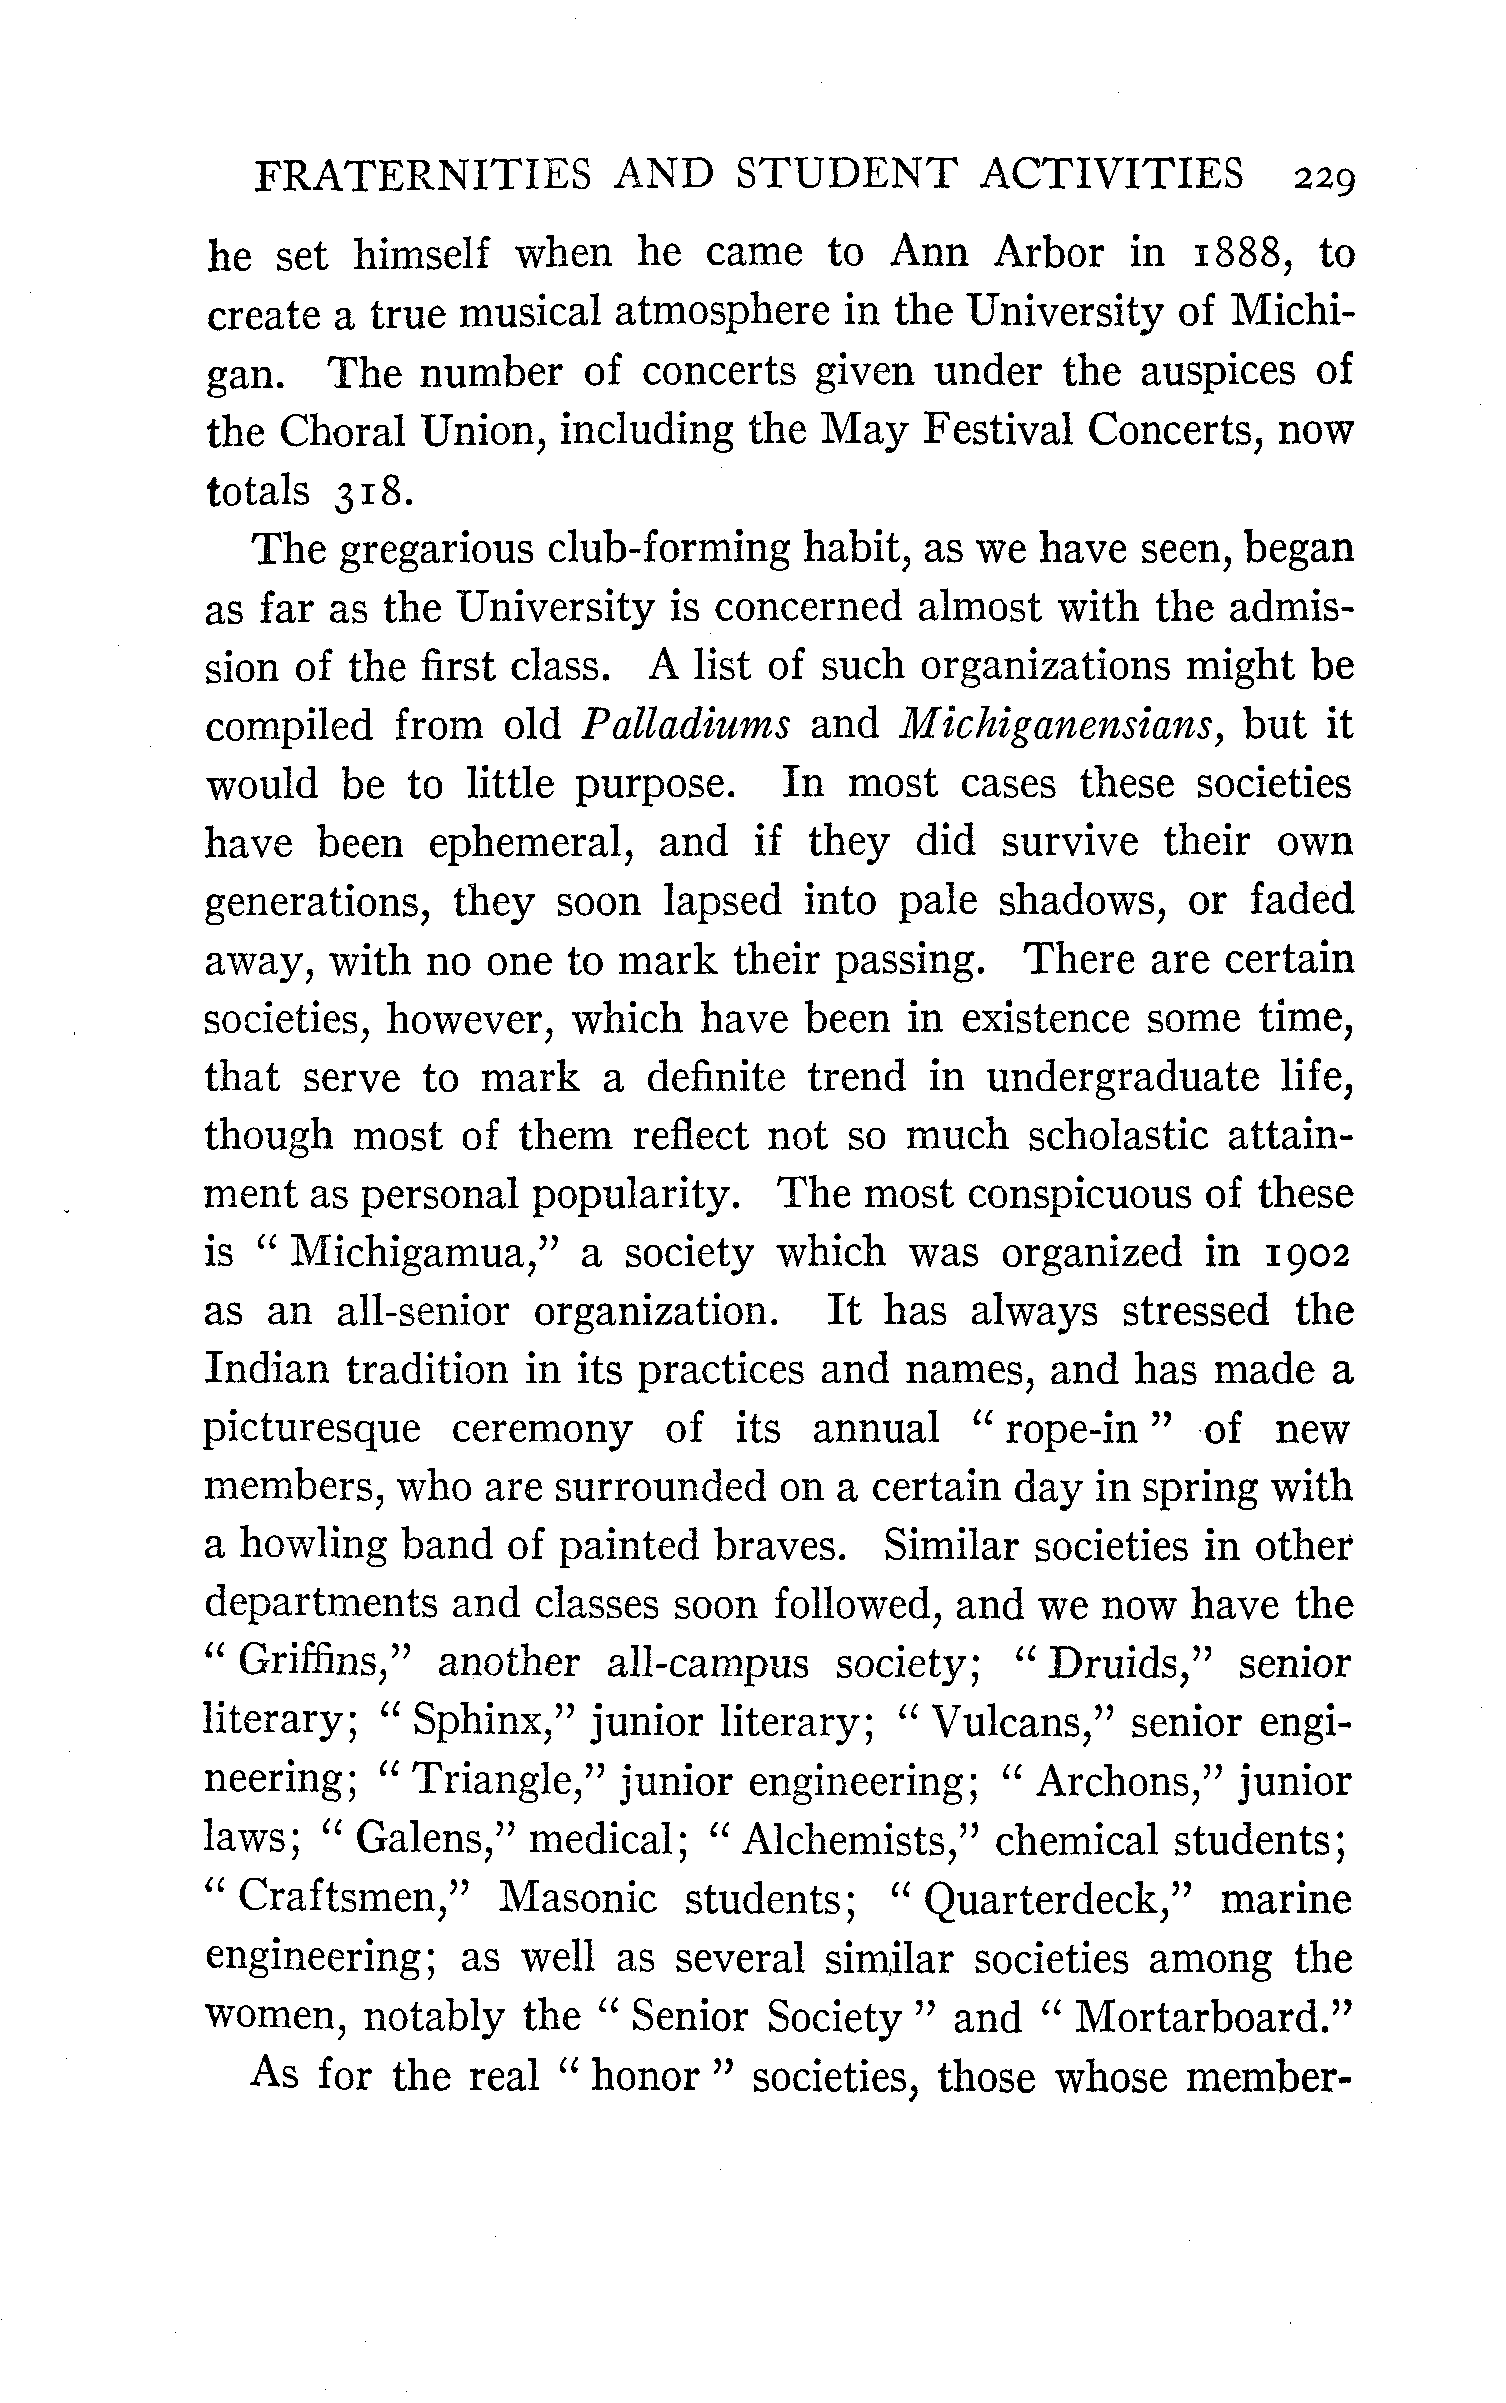 FRATERNITIES AND STUDENT ACTIVITIES 229
he set himself when he came to Ann Arbor in 1888, to
create a true musical atmosphere in the University of Michi-
gan. The number of concerts given under the auspices of
the Choral Union, including the May Festival Concerts, now
totals 318.
The gregarious club-forming habit, as we have seen, began
as far as the University is concerned almost with the admis-
sion of the first class. A list of such organizations might be
compiled from old Palladiums and Michiganensians, but it
would be to little purpose. In most cases these societies
have been ephemeral, and if they did survive their own
generations, they soon lapsed into pale shadows, or faded
away, with no one to mark their passing. There are certain
societies, however, which have been in existence some time,
that serve to mark a definite trend in undergraduate life,
though most of them reflect not so much scholastic attain-
ment as personal popularity. The most conspicuous of these
is " Michigamua," a society which was organized in 1902
as an all-senior organization. It has always stressed the
Indian tradition in its practices and names, and has made a
picturesque ceremony of its annual " rope-in " of new
members, who are surrounded on a certain day in spring with
a howling band of painted braves. Similar societies in other
departments and classes soon followed, and we now have the
" Griffins," another all-campus society; " Druids," senior
literary; " Sphinx," junior literary; " Vulcans," senior engi-
neering; " Triangle," junior engineering; " Archons," junior
laws; " Galens," medical; " Alchemists," chemical students;
" Craftsmen," Masonic students; " Quarterdeck," marine
engineering; as well as several similar societies among the
women, notably the " Senior Society " and " Mortarboard."
As for the real " honor " societies, those whose member-